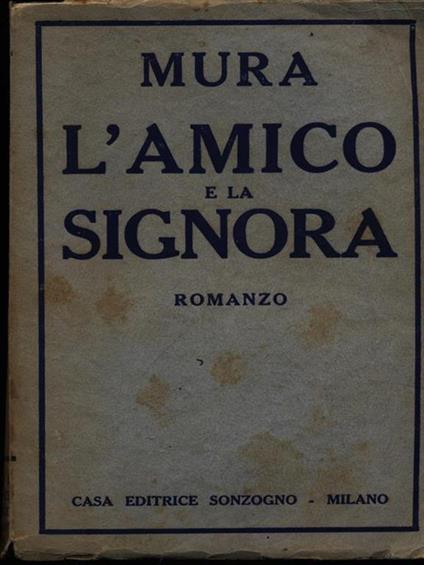 MURA
L'AMICO
E LA
SIGNORA
ROMANZO
CASA EDITRICE SONZOGNO - MILANO